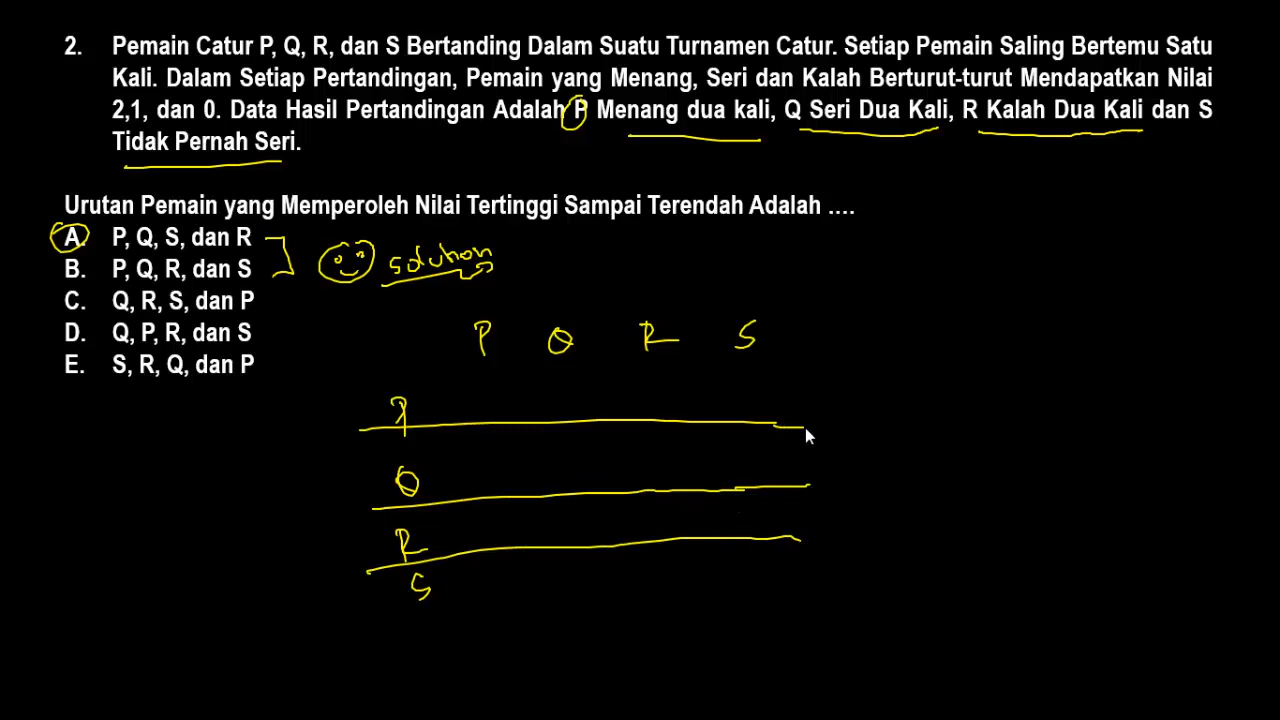 2. Pemain Catur P, Q, R, dan S Bertanding Dalam Suatu Turnamen Catur. Setiap Pemain Saling Bertemu Satu
Kali. Dalam Setiap Pertandingan, Pemain yang Menang, Seri dan Kalah Berturut-turut Mendapatkan Nilai
2,1, dan 0. Data Hasil Pertandingan Adalah P Menang dua kali, Q Seri Dua Kali, R Kalah Dua Kali dan S
Tidak Pernah Seri.
Urutan Pemain yang Memperoleh Nilai Tertinggi Sampai Terendah Adalah ....
A. P, Q, S, dan R
B. P, Q, R, dan S
solution
C. Q, R, S, dan P
D. Q, P, R, dan S
E. S, R, Q, dan P
P Q R S
P
Q
R
S